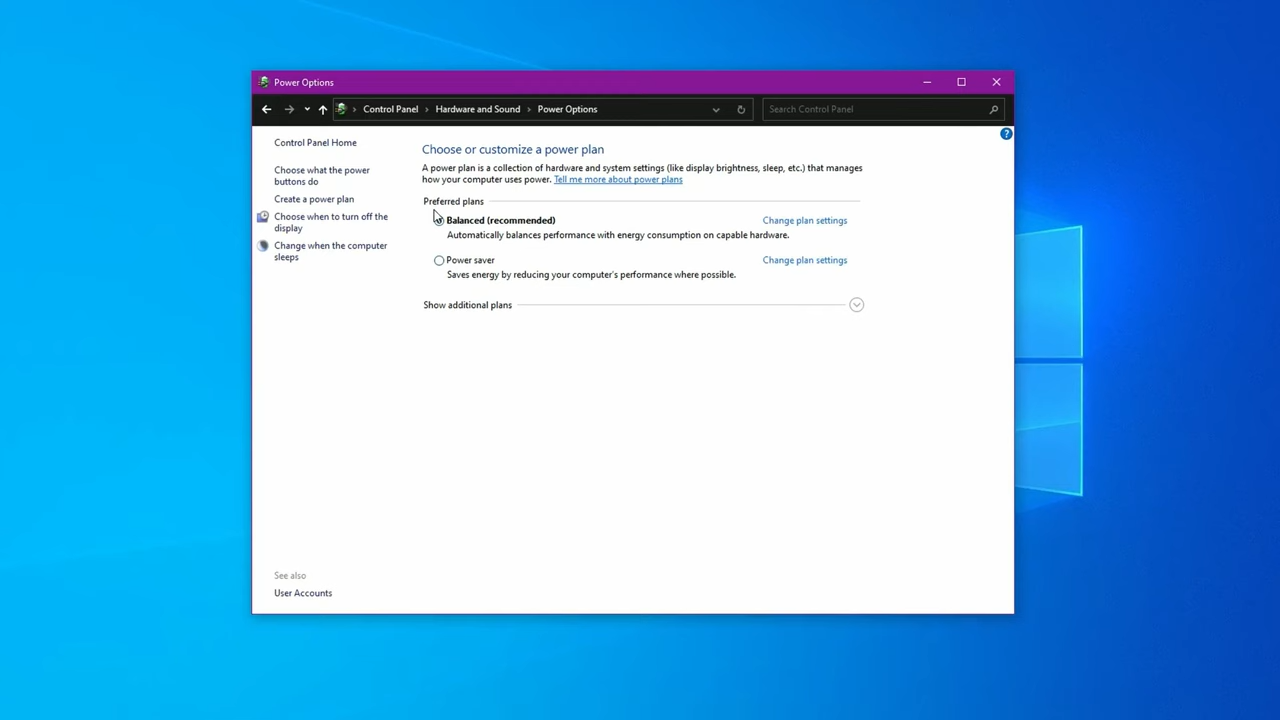 Power Options
Control Panel
Hardware and Sound
Power Options
Search Control Panel
Control Panel Home
Choose what the power
buttons do
Create a power plan
Choose when to turn off the
display
Change when the computer
sleeps
See also
User Accounts
?
Choose or customize a power plan
A power plan is a collection of hardware and system settings (like display brightness, sleep, etc.) that manages
how your computer uses power. Tell me more about power plans
Preferred plans
Balanced (recommended) Change plan settings
Automatically balances performance with energy consumption on capable hardware.
Power saver Change plan settings
Saves energy by reducing your computer's performance where possible.
Show additional plans